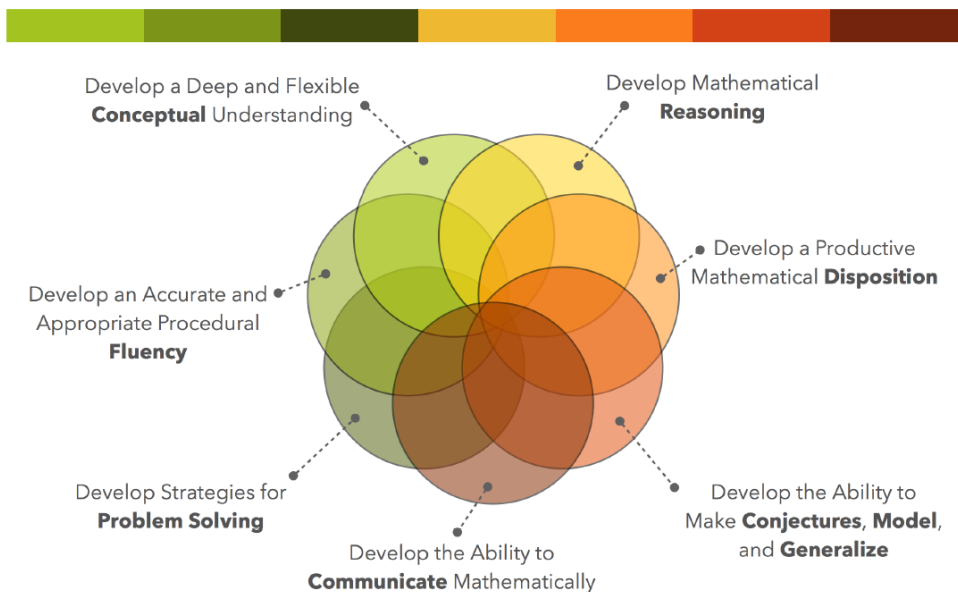 Develop a Deep and Flexible
Conceptual Understanding
Develop Mathematical
Reasoning
Develop a Productive
Mathematical Disposition
Develop an Accurate and
Appropriate Procedural
Fluency
Develop Strategies for
Problem Solving
Develop the Ability to
Communicate Mathematically
Develop the Ability to
Make Conjectures, Model,
and Generalize